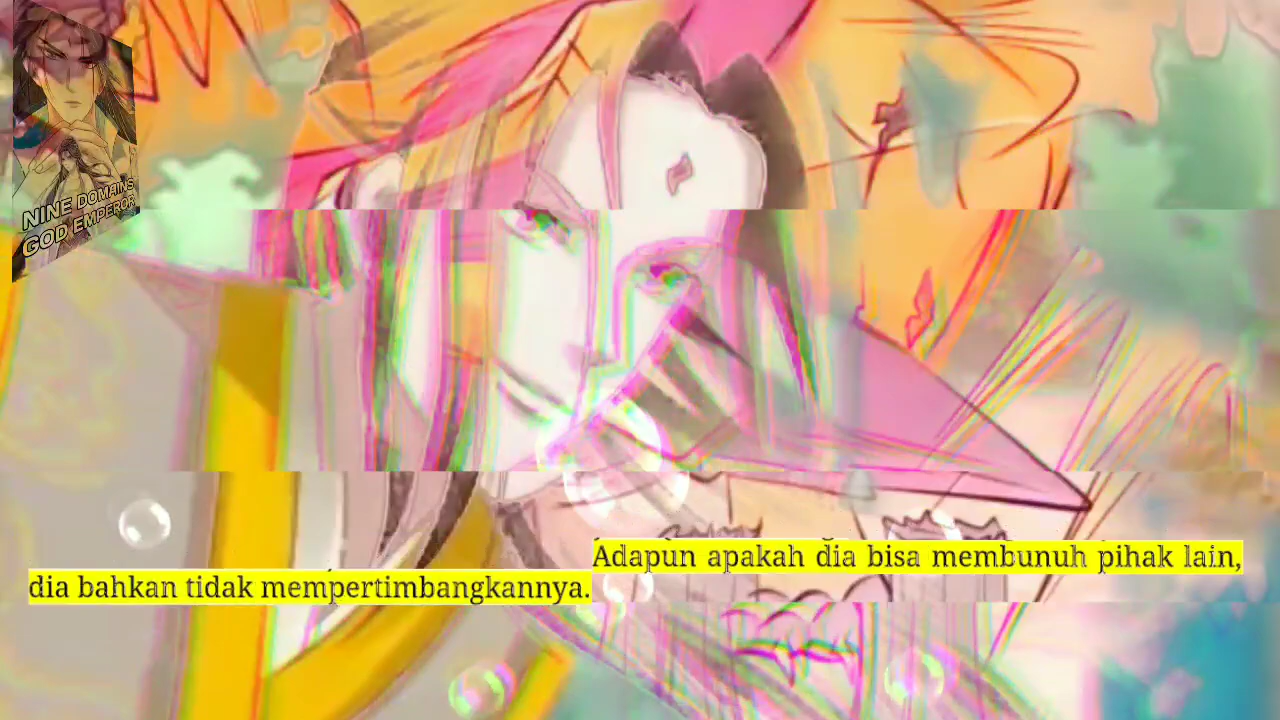 NINE DOMAINS
GOD EMPEROR
Adapun apakah dia bisa membunuh pihak lain,
dia bahkan tidak mempertimbangkannya.